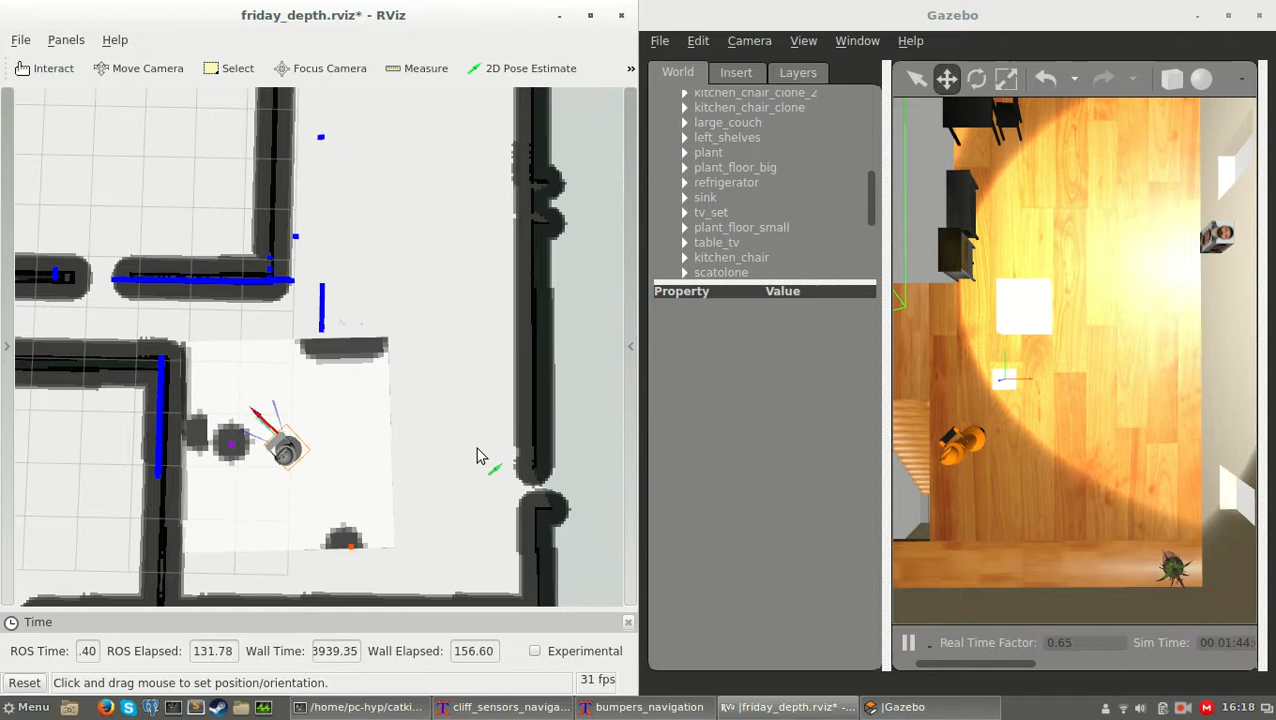 friday_depth.rviz* - RViz
File Panels Help
Interact Move Camera Select Focus Camera Measure 2D Pose Estimate »
Time
ROS Time: .40 ROS Elapsed: 131.78 Wall Time: 3939.35 Wall Elapsed: 156.60 Experimental
Reset Click and drag mouse to set position/orientation. 31 fps
Gazebo
File Edit Camera View Window Help
World Insert Layers
kitchen_chair_clone_2
kitchen_chair_clone
large_couch
left_shelves
plant
plant_floor_big
refrigerator
sink
tv_set
plant_floor_small
table_tv
kitchen_chair
scatolone
Property Value
Real Time Factor: 0.65 Sim Time: 00 01:44:
Menu /home/pc-hyp/catki... cliff_sensors_naviga... bumpers_navigation |friday_depth.rviz* -... |Gazebo 16:18